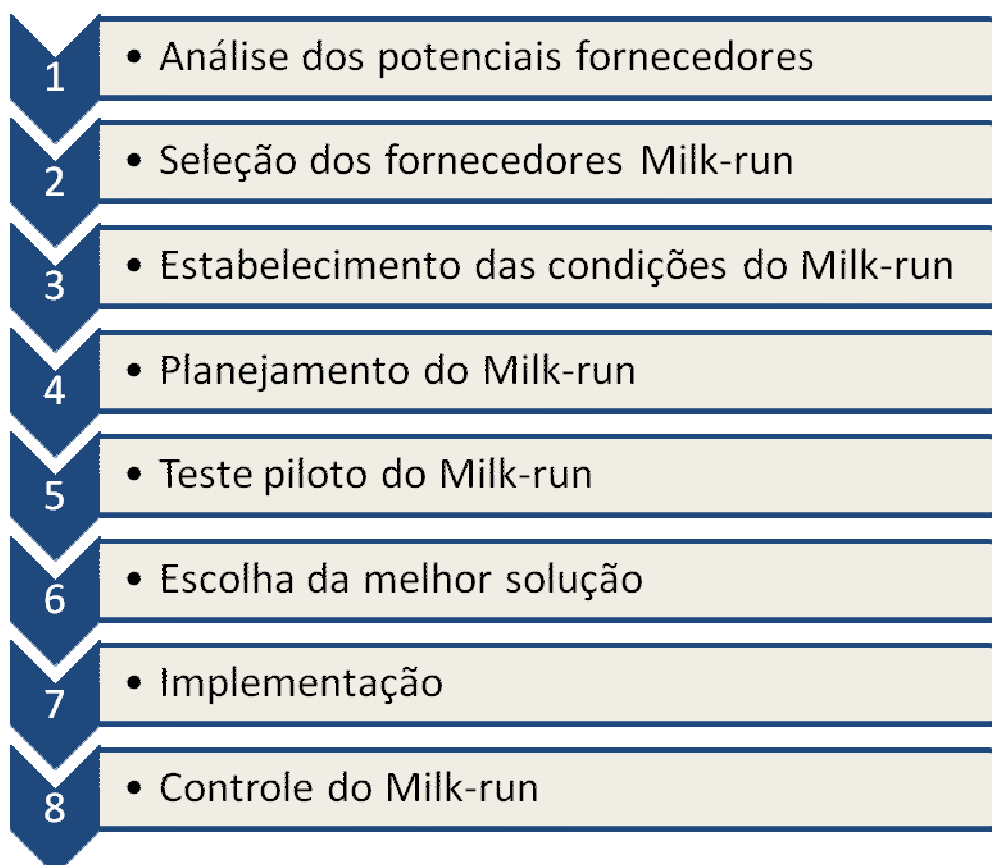 1
• Análise dos potenciais fornecedores
2
• Seleção dos fornecedores Milk-run
3
• Estabelecimento das condições do Milk-run
4
• Planejamento do Milk-run
5
• Teste piloto do Milk-run
6
• Escolha da melhor solução
7
• Implementação
8
• Controle do Milk-run